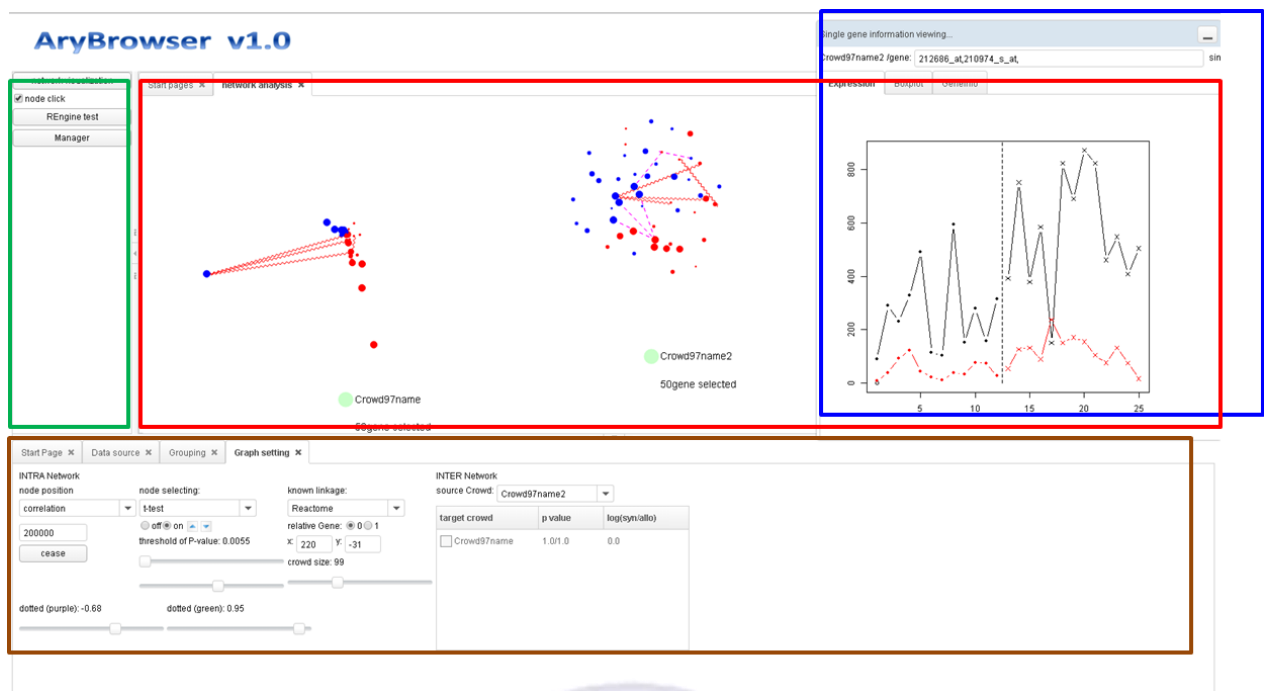 AryBrowser v1.0
Single gene information viewing...
Crowd97name2 /gene: 212686_at,210974_s_at, sin
network visualization
Start pages × network analysis ×
Expression Boxplot GeneInfo
node click
REngine test
Manager
800
600
400
200
0
5 10 15 20 25
Crowd97name2
50gene selected
Crowd97name
50gene selected
Start Page × Data source × Grouping × Graph setting ×
INTRA Network INTER Network
node position node selecting: known linkage: source Crowd: Crowd97name2
correlation t-test Reactome
target crowd p value log(syn/allo)
200000 off on relative Gene: 0 1
cease threshold of P-value: 0.0055 x: 220 Y: -31
Crowd97name 1.0/1.0 0.0
crowd size: 99
dotted (purple): -0.68 dotted (green): 0.95